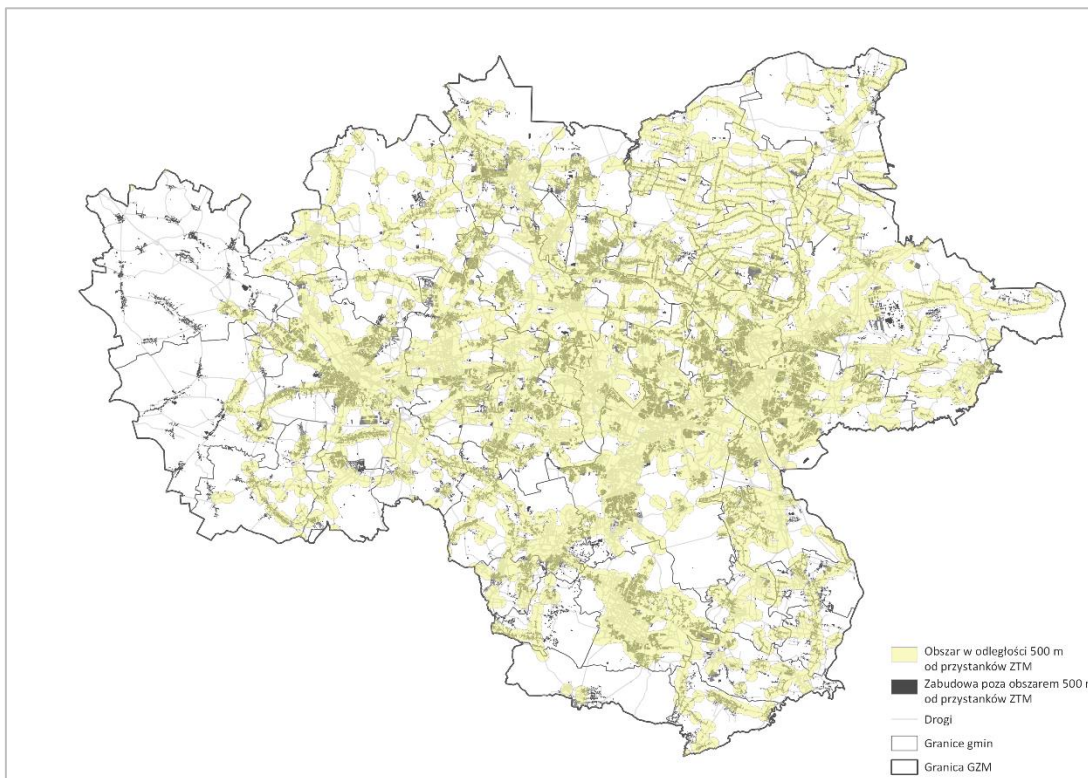 Obszar w odległości 500 m
od przystanków ZTM
Zabudowa poza obszarem 500 m
od przystanków ZTM
Drogi
Granice gmin
Granica GZM